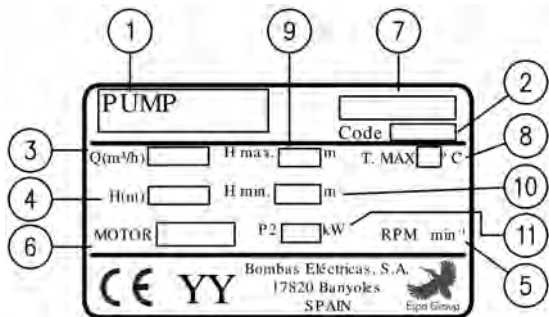 1 9 7
PUMP
2
Code
3 Q(m³/h) H max. m T. MAX º C 8
4 H(m) H min. m 10
6 MOTOR P2 kW RPM min⁻¹ 11
5
CE YY Bombas Eléctricas, S.A.
17820 Banyoles
SPAIN Espa Group